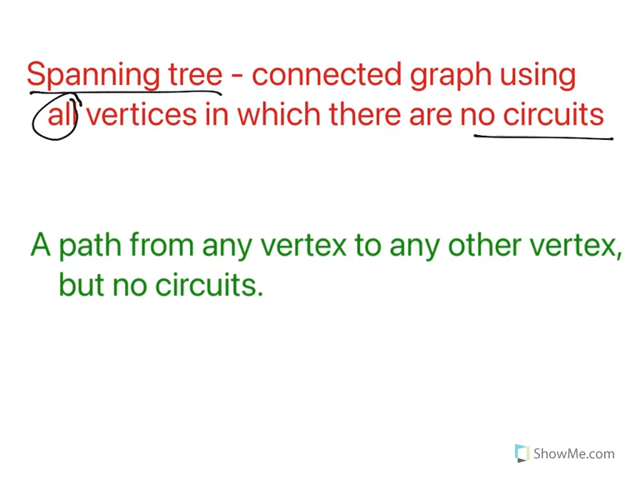 Spanning tree - connected graph using
all vertices in which there are no circuits
A path from any vertex to any other vertex,
but no circuits.
ShowMe.com